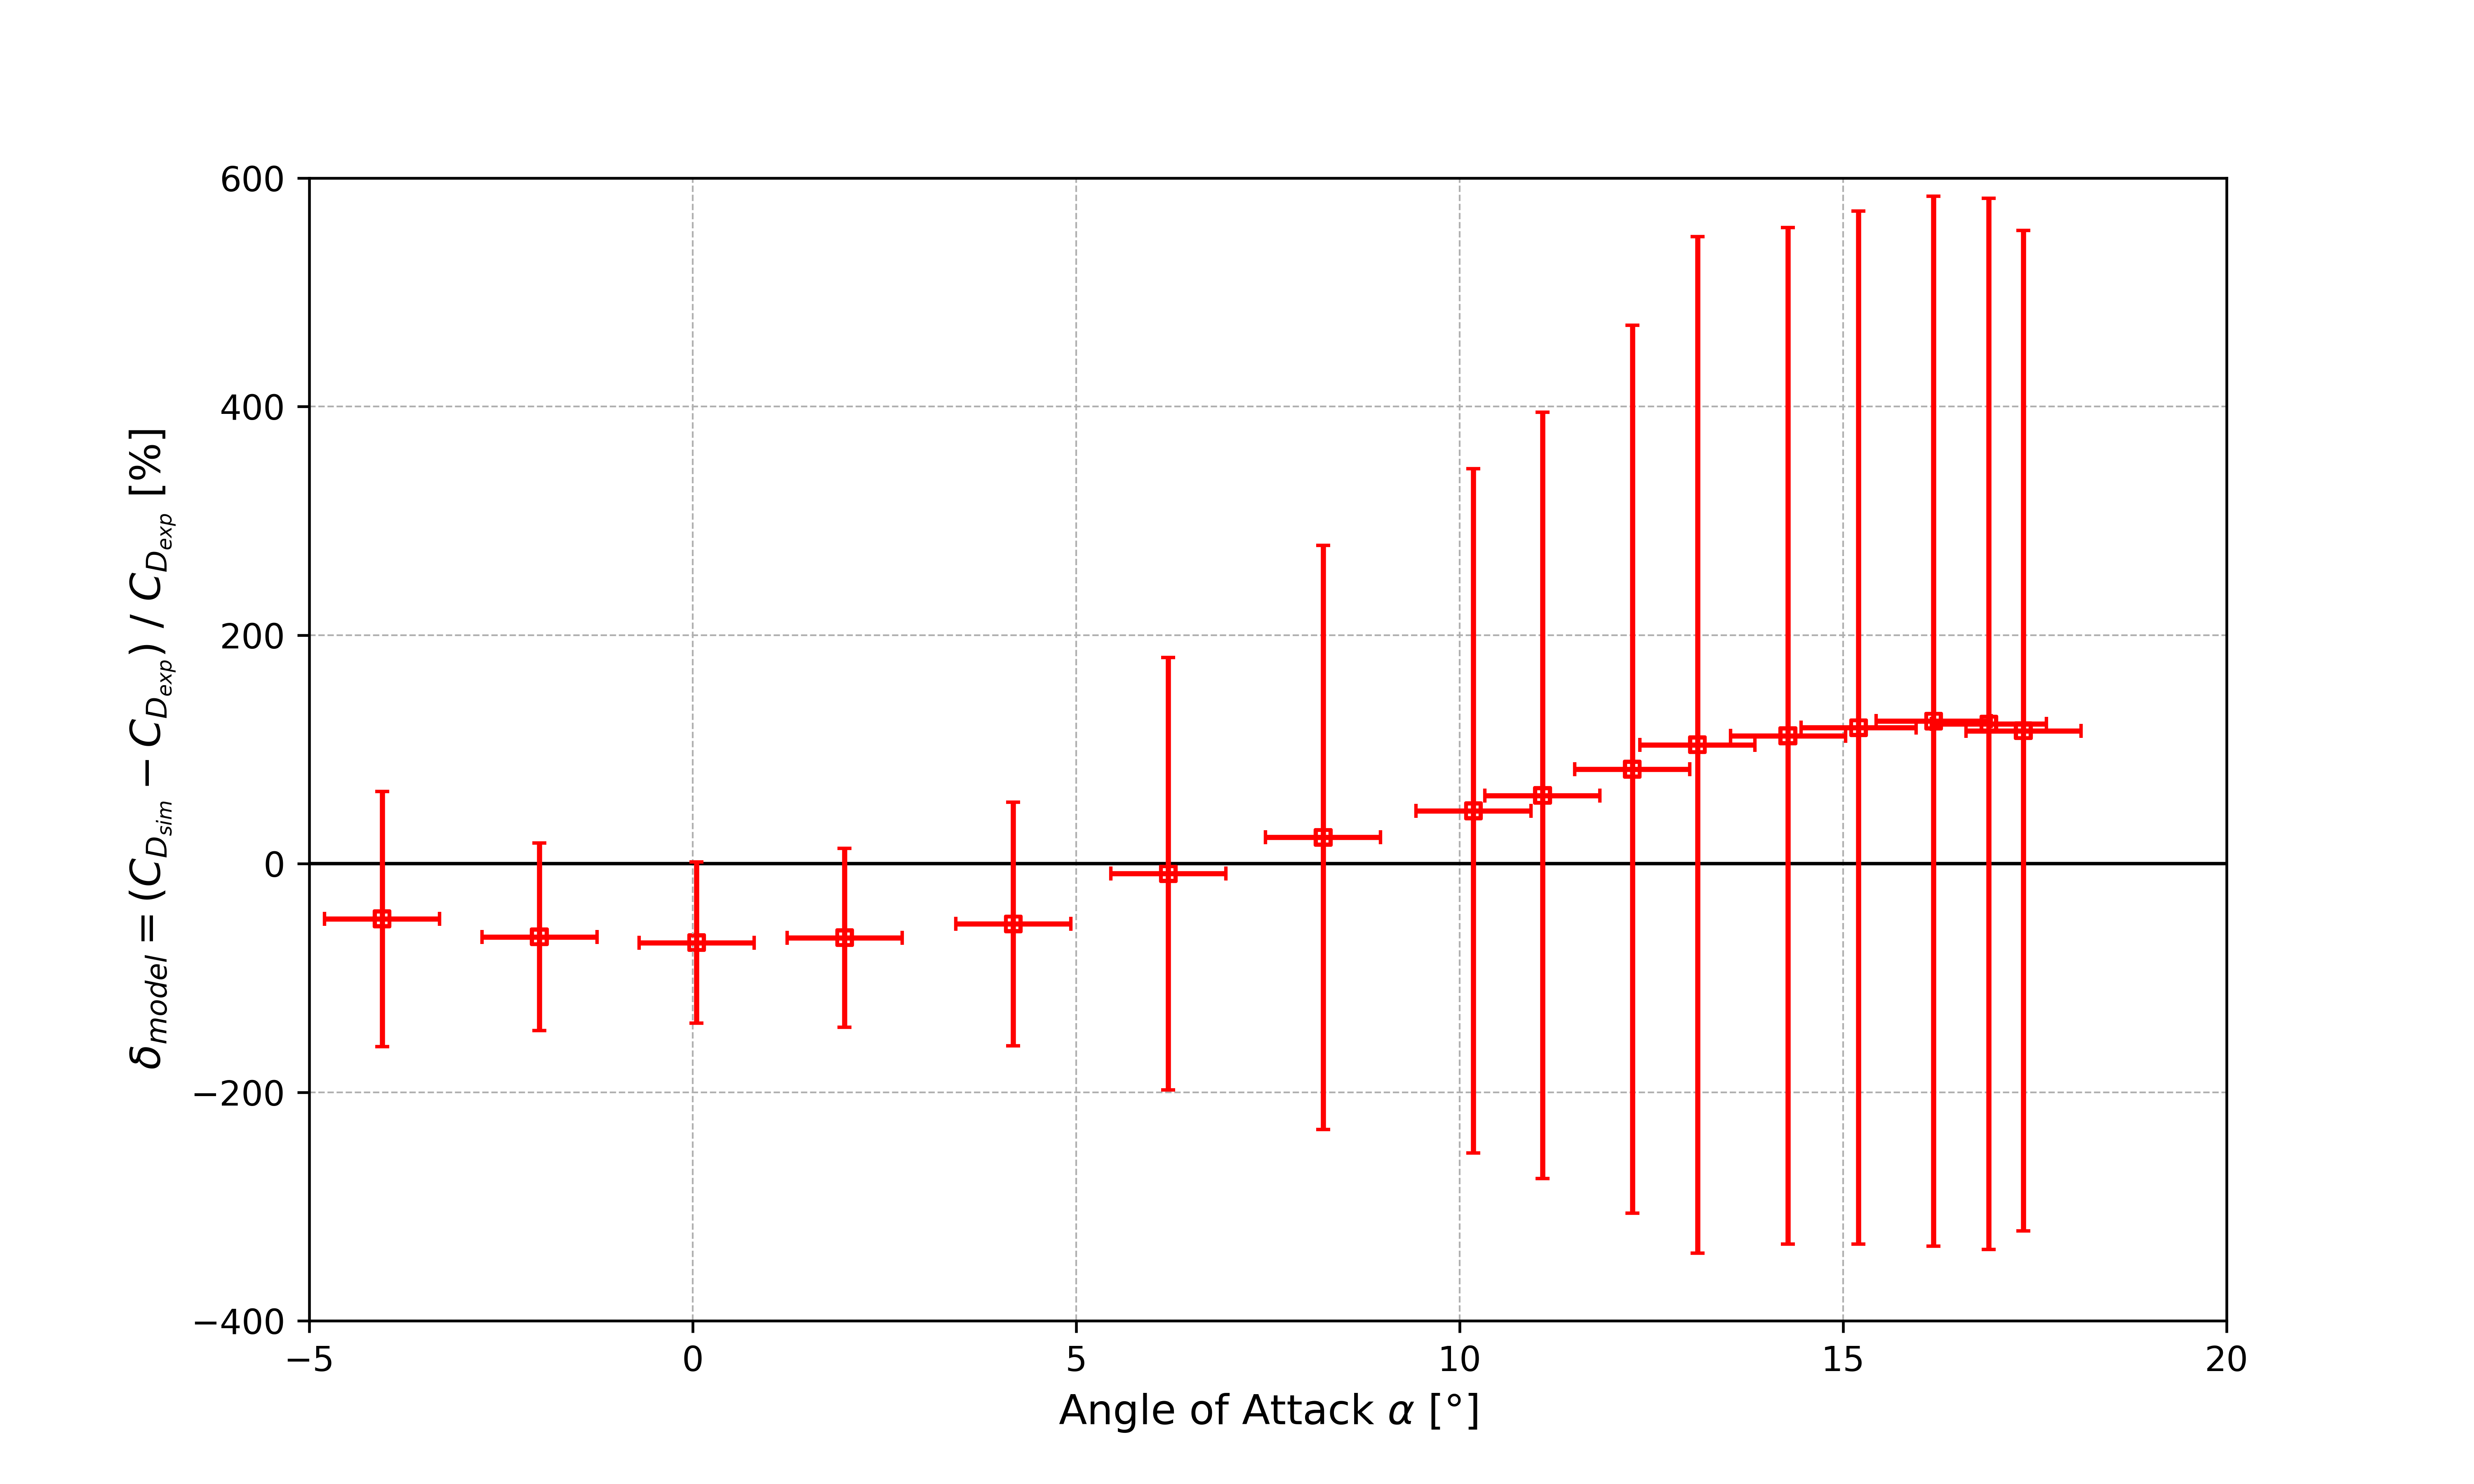 600
400
200
0
−200
−400
−5 0 5 10 15 20
Angle of Attack α [°]
δmodel = (CDsim − CDexp) / CDexp [%]